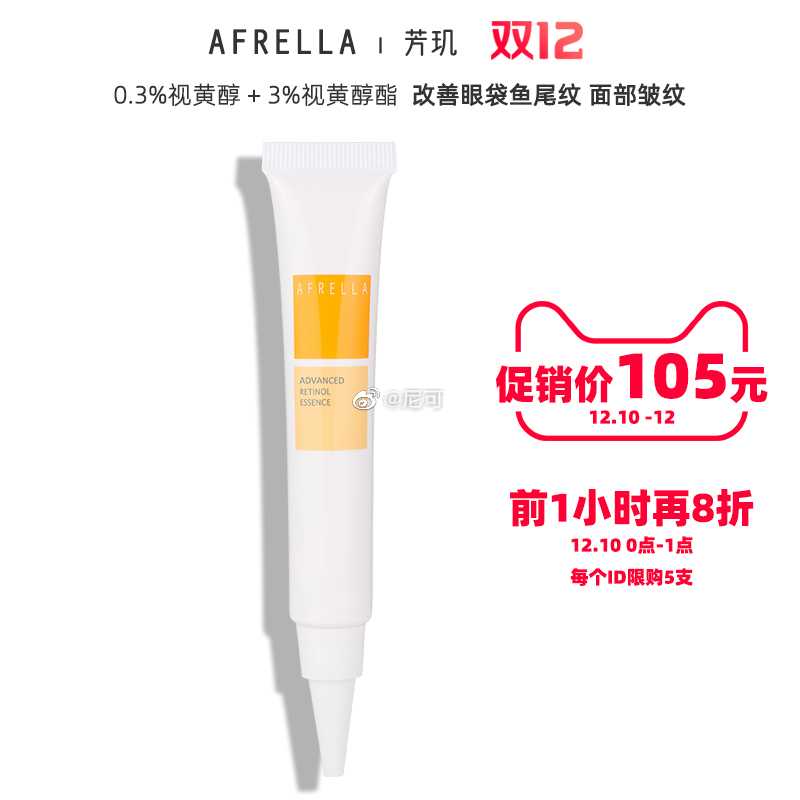 AFRELLA | 芳玑 双12
0.3%视黄醇 + 3%视黄醇酯 改善眼袋鱼尾纹 面部皱纹
AFRELLA
ADVANCED
RETINOL
ESSENCE
@尼可
促销价105元
12.10 -12
前1小时再8折
12.10 0点-1点
每个ID限购5支